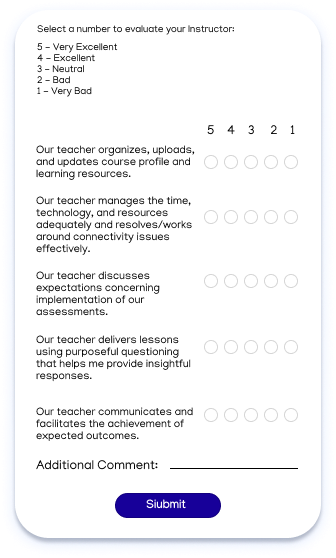 Select a number to evaluate your Instructor:
5 - Very Excellent
4 - Excellent
3 - Neutral
2 - Bad
1 - Very Bad
5 4 3 2 1
Our teacher organizes, uploads,
and updates course profile and
learning resources.
Our teacher manages the time,
technology, and resources
adequately and resolves/works
around connectivity issues
effectively.
Our teacher discusses
expectations concerning
implementation of our
assessments.
Our teacher delivers lessons
using purposeful questioning
that helps me provide insightful
responses.
Our teacher communicates and
facilitates the achievement of
expected outcomes.
Additional Comment:
Siubmit